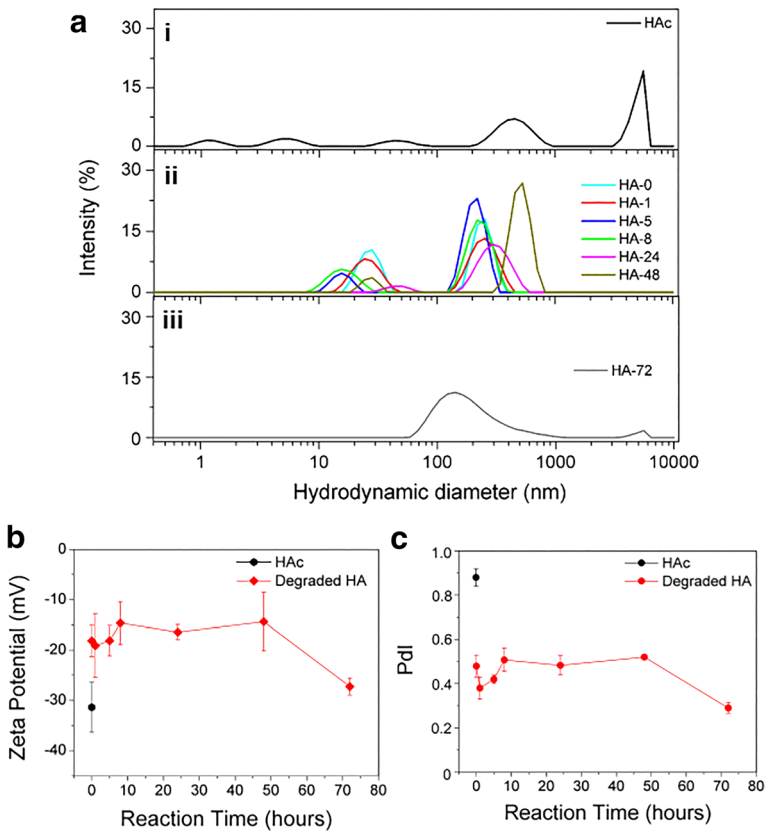 a
i
HAc
30
15
0
ii
HA-0
HA-1
HA-5
HA-8
HA-24
HA-48
30
15
0
Intensity (%)
iii
HA-72
30
15
0
1 10 100 1000 10000
Hydrodynamic diameter (nm)
b
HAc
Degraded HA
0
-10
-20
-30
-40
Zeta Potential (mV)
0 10 20 30 40 50 60 70 80
Reaction Time (hours)
c
HAc
Degraded HA
1.0
0.8
0.6
0.4
0.2
0.0
PdI
0 10 20 30 40 50 60 70 80
Reaction Time (hours)